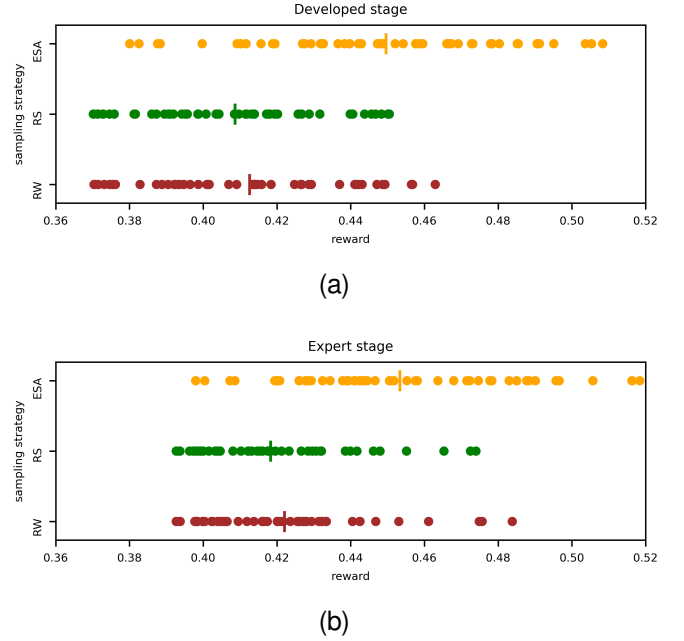 Developed stage
sampling strategy
ESA
RS
RW
0.36 0.38 0.40 0.42 0.44 0.46 0.48 0.50 0.52
reward
(a)
Expert stage
sampling strategy
ESA
RS
RW
0.36 0.38 0.40 0.42 0.44 0.46 0.48 0.50 0.52
reward
(b)